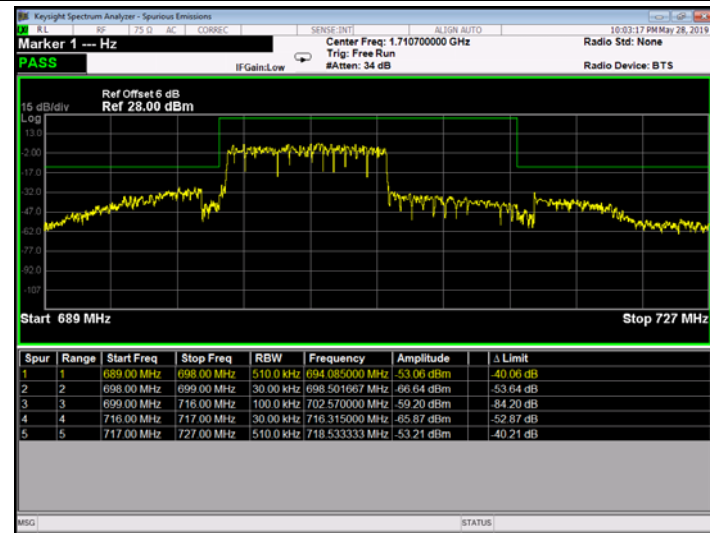 Keysight Spectrum Analyzer - Spurious Emissions
RL RF 75 Ω AC CORREC SENSE:INT ALIGN AUTO 10:03:17 PM May 28, 2019
Marker 1 --- Hz Center Freq: 1.710700000 GHz Radio Std: None
Trig: Free Run
PASS IFGain:Low #Atten: 34 dB Radio Device: BTS
Ref Offset 6 dB
15 dB/div Ref 28.00 dBm
Log
13.0
-2.00
-17.0
-32.0
-47.0
-62.0
-77.0
-92.0
-107
Start 689 MHz Stop 727 MHz
Spur Range Start Freq Stop Freq RBW Frequency Amplitude Δ Limit
1 1 689.00 MHz 698.00 MHz 510.0 kHz 694.085000 MHz -53.06 dBm -40.06 dB
2 2 698.00 MHz 699.00 MHz 30.00 kHz 698.501667 MHz -66.64 dBm -53.64 dB
3 3 699.00 MHz 716.00 MHz 100.0 kHz 702.570000 MHz -59.20 dBm -84.20 dB
4 4 716.00 MHz 717.00 MHz 30.00 kHz 716.315000 MHz -65.87 dBm -52.87 dB
5 5 717.00 MHz 727.00 MHz 510.0 kHz 718.533333 MHz -53.21 dBm -40.21 dB
MSG STATUS